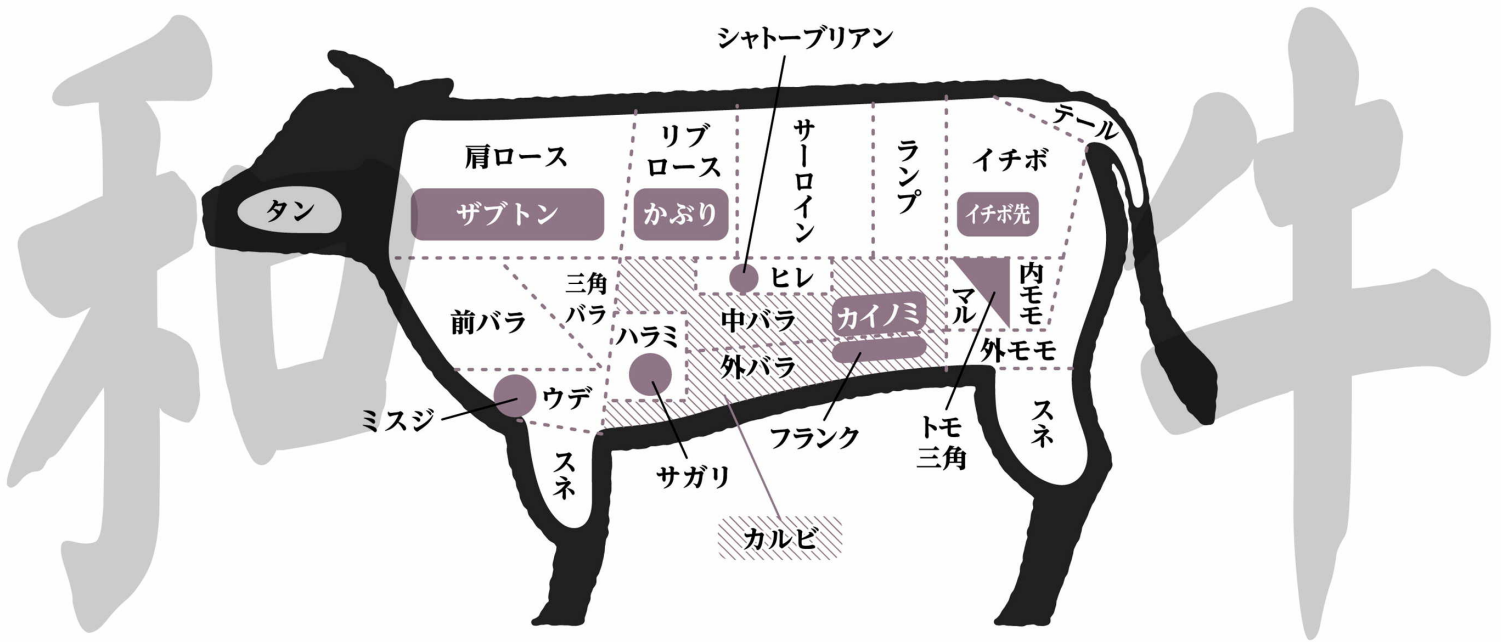 和牛
シャトーブリアン
テール
肩ロース
リブ
ロース
サーロイン
ランプ
イチボ
タン
ザブトン
かぶり
イチボ先
三角
バラ
ヒレ
マル
内モモ
前バラ
中バラ
カイノミ
ハラミ
外バラ
外モモ
ミスジ
ウデ
スネ
サガリ
フランク
トモ
三角
スネ
カルビ